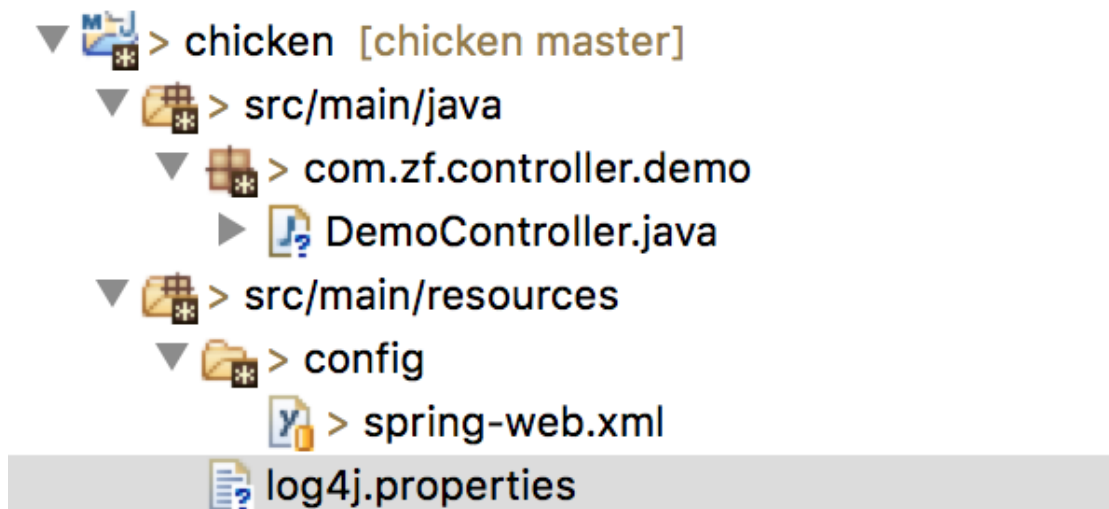 > chicken [chicken master]
> src/main/java
> com.zf.controller.demo
DemoController.java
> src/main/resources
> config
> spring-web.xml
log4j.properties